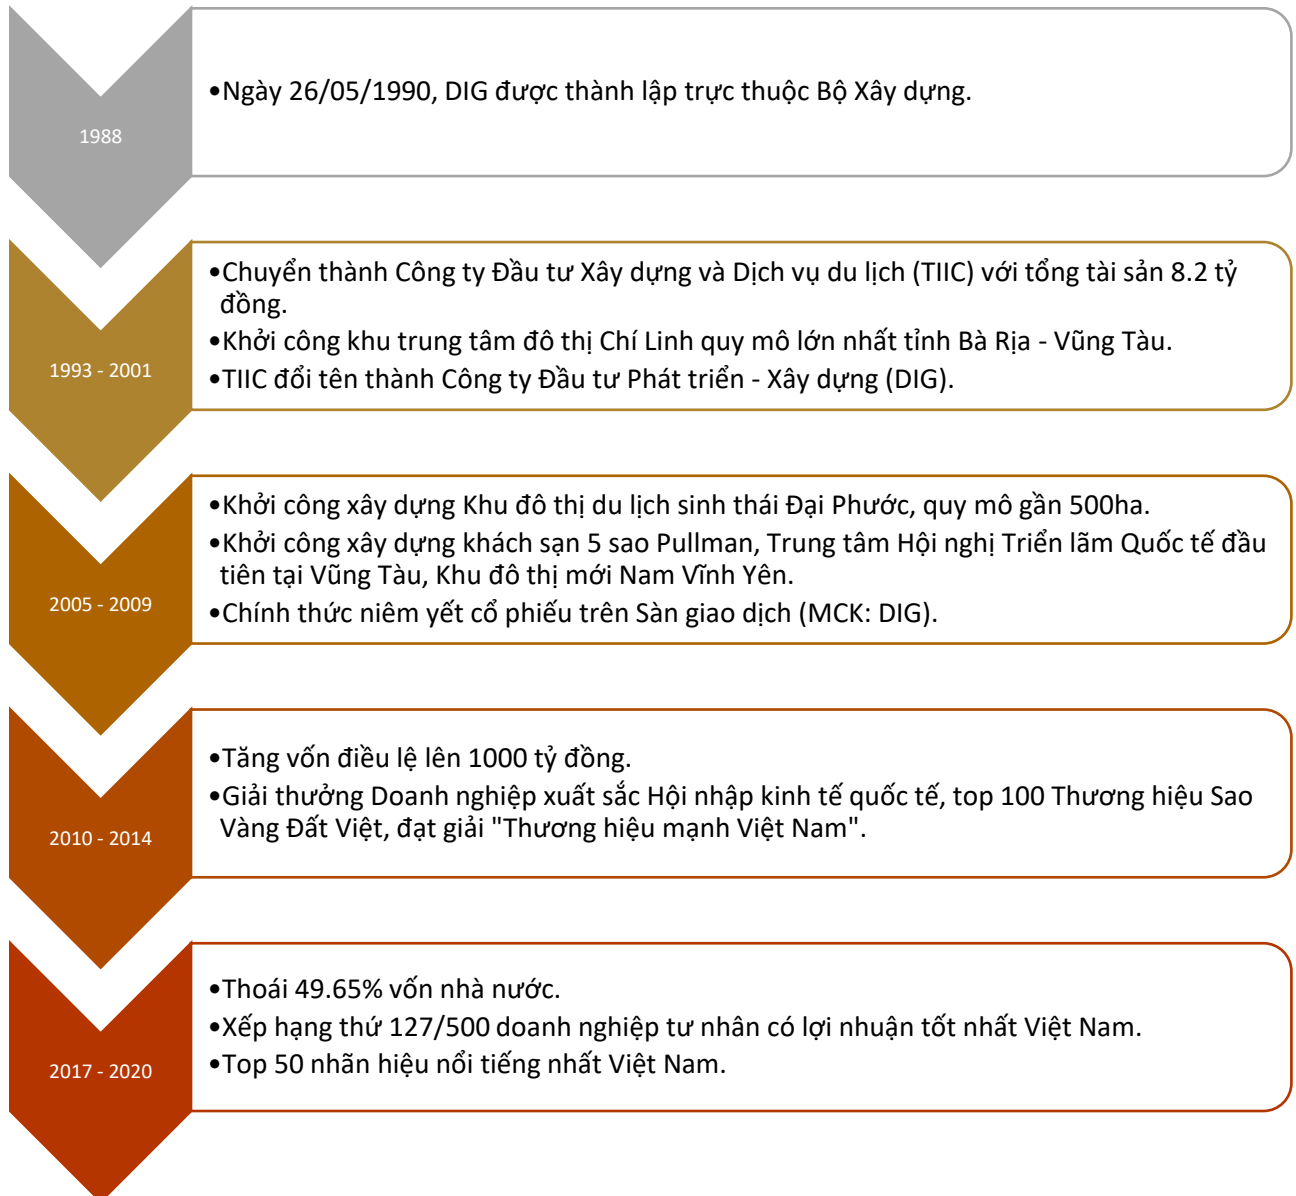 1988
•Ngày 26/05/1990, DIG được thành lập trực thuộc Bộ Xây dựng.
1993 - 2001
•Chuyển thành Công ty Đầu tư Xây dựng và Dịch vụ du lịch (TIIC) với tổng tài sản 8.2 tỷ
đồng.
•Khởi công khu trung tâm đô thị Chí Linh quy mô lớn nhất tỉnh Bà Rịa - Vũng Tàu.
•TIIC đổi tên thành Công ty Đầu tư Phát triển - Xây dựng (DIG).
2005 - 2009
•Khởi công xây dựng Khu đô thị du lịch sinh thái Đại Phước, quy mô gần 500ha.
•Khởi công xây dựng khách sạn 5 sao Pullman, Trung tâm Hội nghị Triển lãm Quốc tế đầu
tiên tại Vũng Tàu, Khu đô thị mới Nam Vĩnh Yên.
•Chính thức niêm yết cổ phiếu trên Sàn giao dịch (MCK: DIG).
2010 - 2014
•Tăng vốn điều lệ lên 1000 tỷ đồng.
•Giải thưởng Doanh nghiệp xuất sắc Hội nhập kinh tế quốc tế, top 100 Thương hiệu Sao
Vàng Đất Việt, đạt giải "Thương hiệu mạnh Việt Nam".
2017 - 2020
•Thoái 49.65% vốn nhà nước.
•Xếp hạng thứ 127/500 doanh nghiệp tư nhân có lợi nhuận tốt nhất Việt Nam.
•Top 50 nhãn hiệu nổi tiếng nhất Việt Nam.